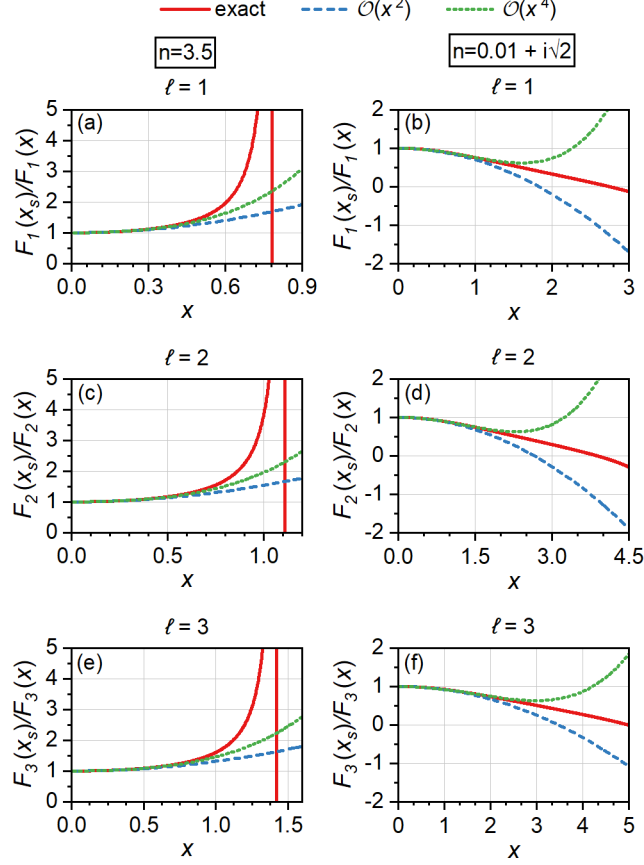 exact O(x²) O(x⁴)
n=3.5 n=0.01 + i√2
ℓ = 1 ℓ = 1
(a) (b)
F₁(xₛ)/F₁(x) F₁(xₛ)/F₁(x)
5 4 3 2 1 0
2 1 0 -1 -2
0.0 0.3 0.6 0.9
0 1 2 3
x x
ℓ = 2 ℓ = 2
(c) (d)
F₂(xₛ)/F₂(x) F₂(xₛ)/F₂(x)
5 4 3 2 1 0
2 1 0 -1 -2
0.0 0.5 1.0
0.0 1.5 3.0 4.5
x x
ℓ = 3 ℓ = 3
(e) (f)
F₃(xₛ)/F₃(x) F₃(xₛ)/F₃(x)
5 4 3 2 1 0
2 1 0 -1 -2
0.0 0.5 1.0 1.5
0 1 2 3 4 5
x x